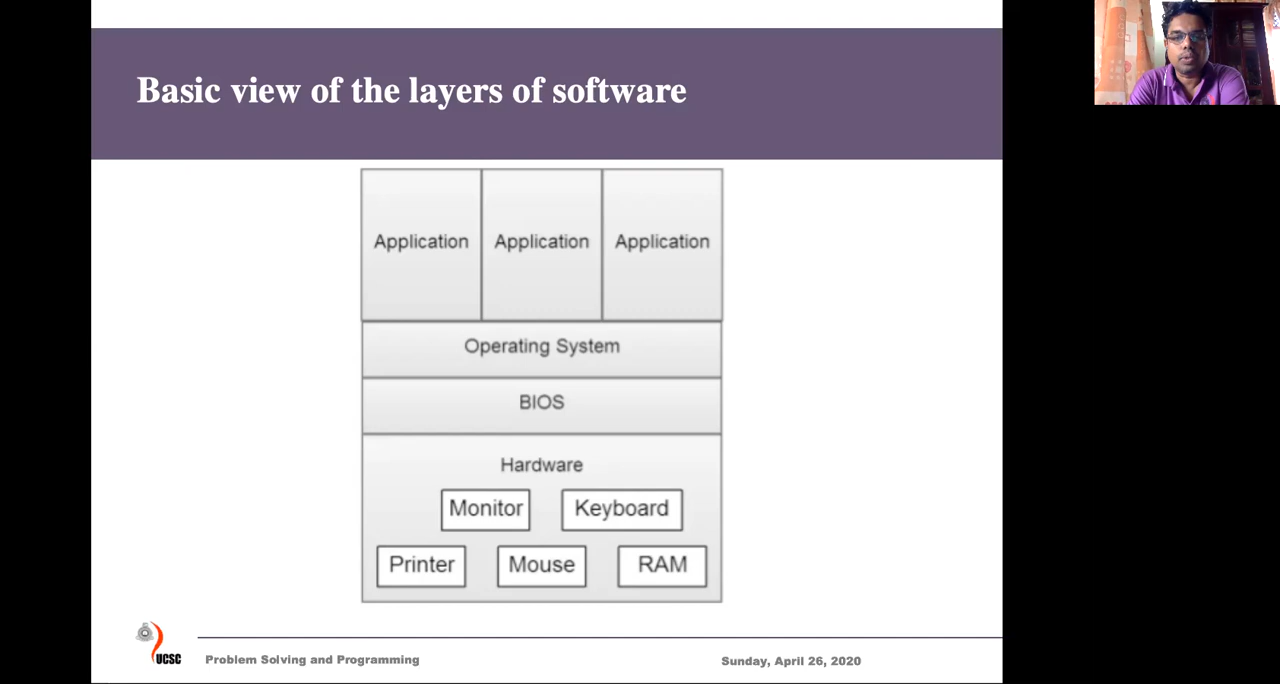 Basic view of the layers of software
Application Application Application
Operating System
BIOS
Hardware
Monitor Keyboard
Printer Mouse RAM
UCSC
Problem Solving and Programming Sunday, April 26, 2020